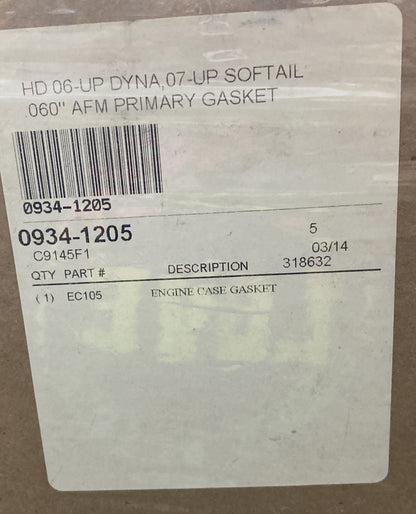 HD 06-UP DYNA,07-UP SOFTAIL
.060" AFM PRIMARY GASKET
0934-1205
0934-1205 5
C9145F1 03/14
QTY PART # DESCRIPTION 318632
(1) EC105 ENGINE CASE GASKET